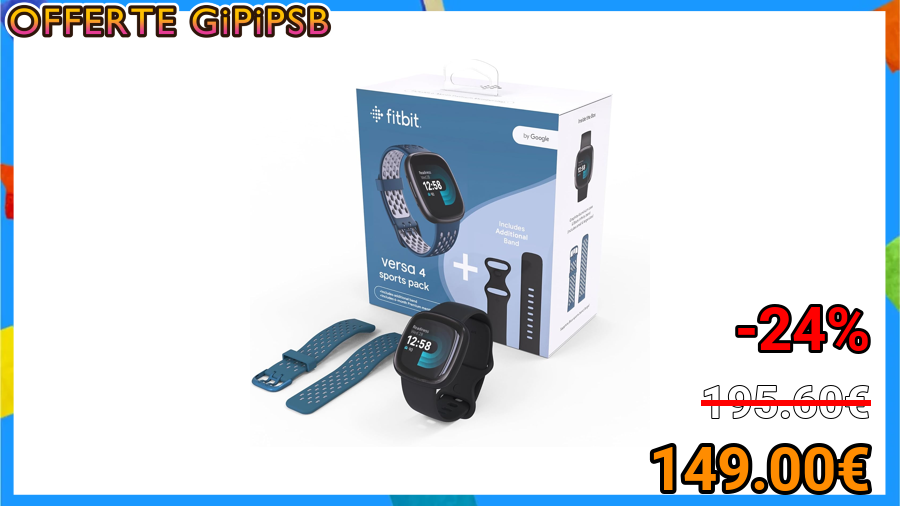 OFFERTE GiPiPSB
fitbit.
by Google
12:58
Includes
Additional
Band
versa 4
sports pack
+
Readiness
12:58
-24%
195.60€
149.00€